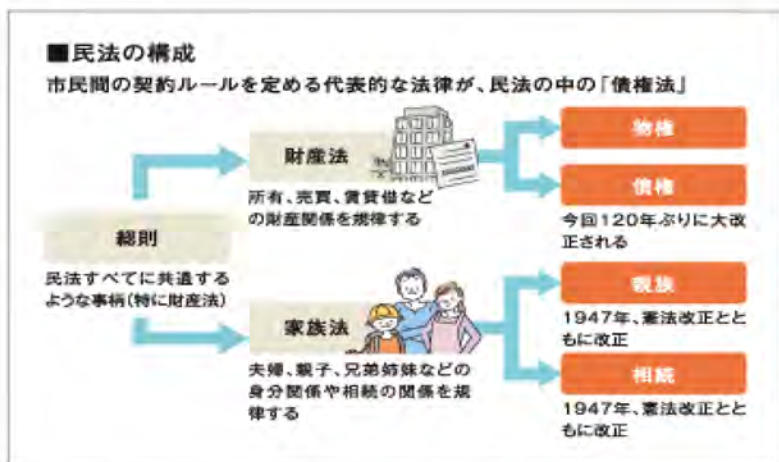 ■民法の構成
市民間の契約ルールを定める代表的な法律が、民法の中の「債権法」
財産法
所有、売買、賃貸借など
の財産関係を規律する
物権
債権
今回120年ぶりに大改
正される
総則
民法すべてに共通する
ような事柄(特に財産法)
家族法
夫婦、親子、兄弟姉妹などの
身分関係や相続の関係を規
律する
親族
1947年、憲法改正とと
もに改正
相続
1947年、憲法改正とと
もに改正